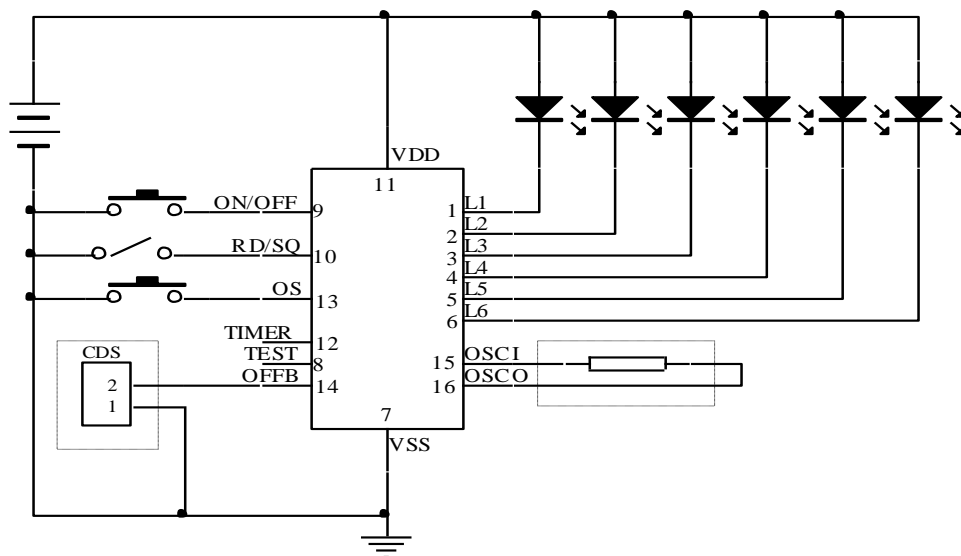 VDD
11
ON/OFF
9
RD/SQ
10
OS
13
TIMER
12
TEST
8
OFFB
14
CDS
2
1
L1
1
L2
2
L3
3
L4
4
L5
5
L6
6
OSCI
15
OSCO
16
7
VSS